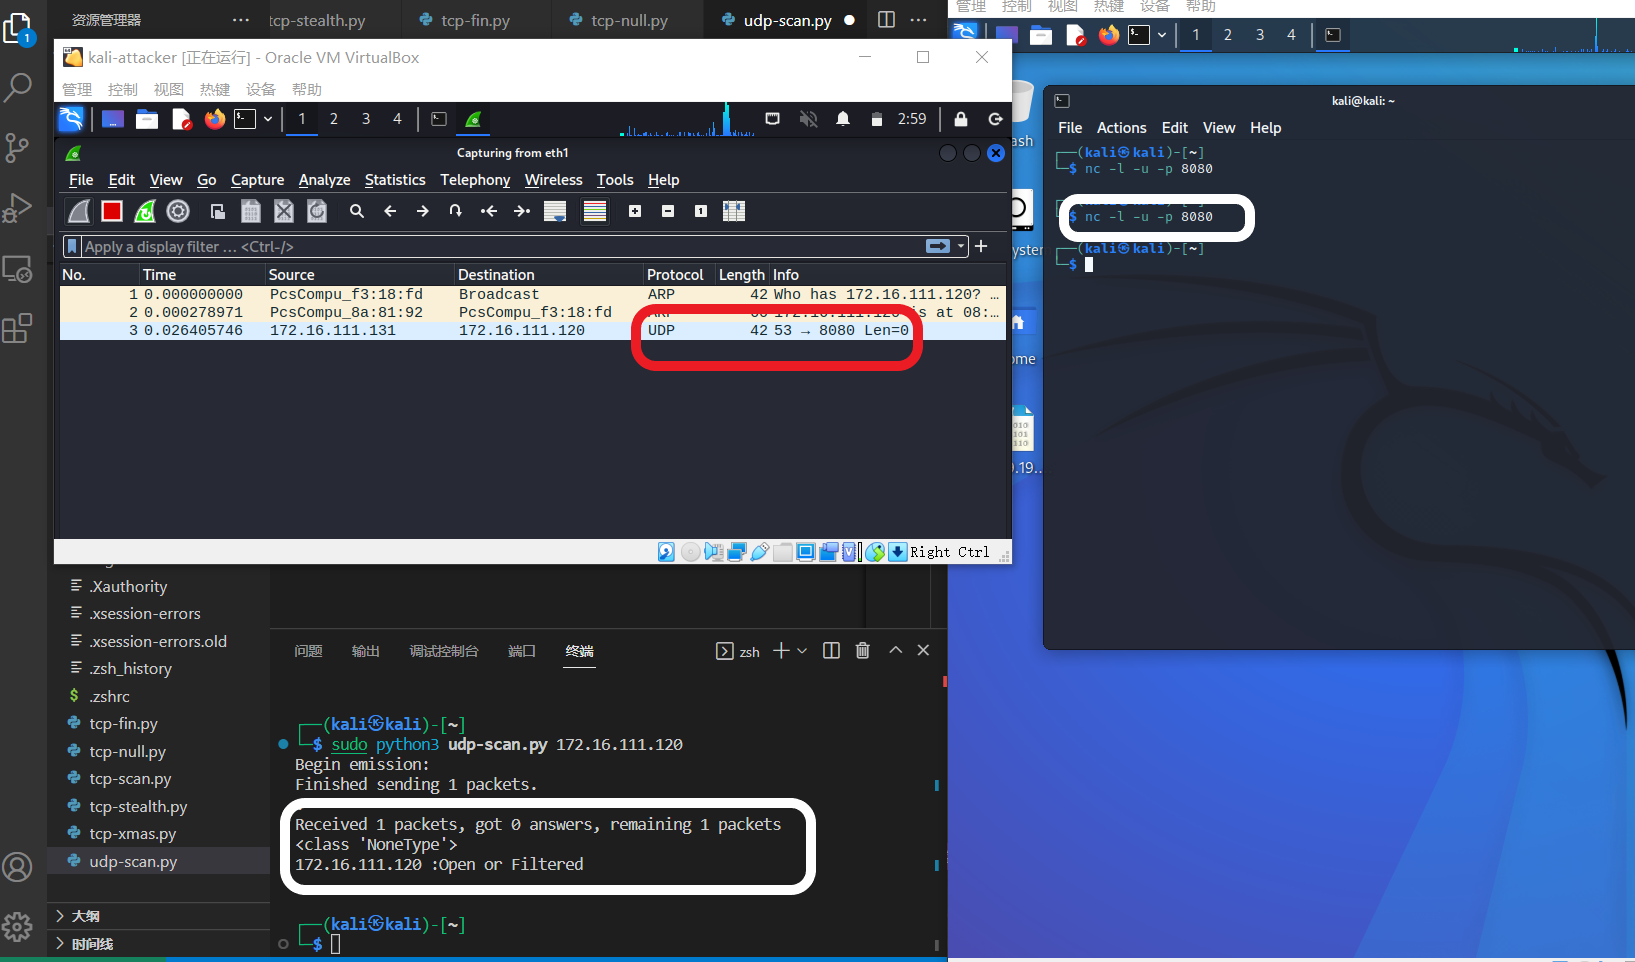 资源管理器
···
tcp-stealth.py
tcp-fin.py
tcp-null.py
udp-scan.py
···
1
kali-attacker [正在运行] - Oracle VM VirtualBox
管理 控制 视图 热键 设备 帮助
1 2 3 4
2:59
Capturing from eth1
File Edit View Go Capture Analyze Statistics Telephony Wireless Tools Help
Apply a display filter … <Ctrl-/>
No. Time Source Destination Protocol Length Info
1 0.000000000 PcsCompu_f3:18:fd Broadcast ARP 42 Who has 172.16.111.120? …
2 0.000278971 PcsCompu_8a:81:92 PcsCompu_f3:18:fd ARP 60 172.16.111.120 is at 08:…
3 0.026405746 172.16.111.131 172.16.111.120 UDP 42 53 → 8080 Len=0
Right Ctrl
.Xauthority
.xsession-errors
.xsession-errors.old
.zsh_history
$ .zshrc
tcp-fin.py
tcp-null.py
tcp-scan.py
tcp-stealth.py
tcp-xmas.py
udp-scan.py
大纲
时间线
问题 输出 调试控制台 端口 终端
zsh
┌──(kali㉿kali)-[~]
└─$ sudo python3 udp-scan.py 172.16.111.120
Begin emission:
Finished sending 1 packets.
Received 1 packets, got 0 answers, remaining 1 packets
<class 'NoneType'>
172.16.111.120 :Open or Filtered
┌──(kali㉿kali)-[~]
└─$
管理 控制 视图 热键 设备 帮助
1 2 3 4
ash
yster
ome
0.19...
kali@kali: ~
File Actions Edit View Help
┌──(kali㉿kali)-[~]
└─$ nc -l -u -p 8080
$ nc -l -u -p 8080
┌──(kali㉿kali)-[~]
└─$